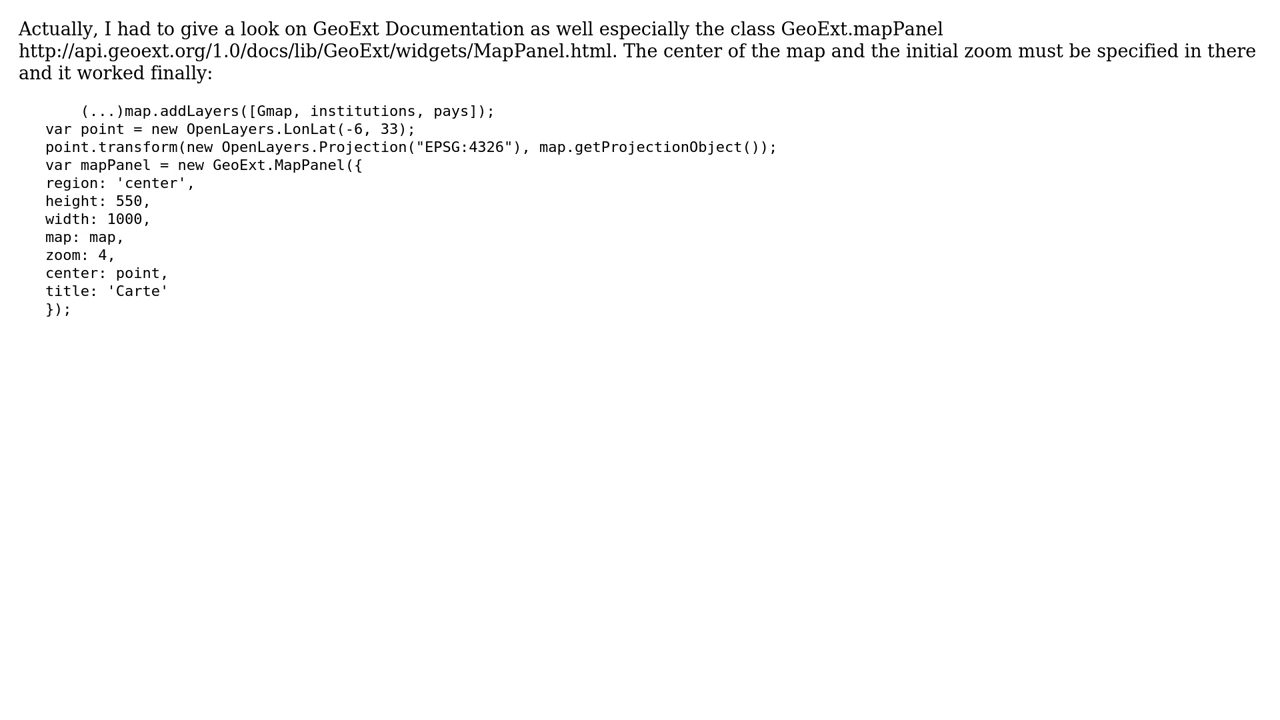 Actually, I had to give a look on GeoExt Documentation as well especially the class GeoExt.mapPanel
http://api.geoext.org/1.0/docs/lib/GeoExt/widgets/MapPanel.html. The center of the map and the initial zoom must be specified in there
and it worked finally:
    (...)map.addLayers([Gmap, institutions, pays]);
var point = new OpenLayers.LonLat(-6, 33);
point.transform(new OpenLayers.Projection("EPSG:4326"), map.getProjectionObject());
var mapPanel = new GeoExt.MapPanel({
region: 'center',
height: 550,
width: 1000,
map: map,
zoom: 4,
center: point,
title: 'Carte'
});